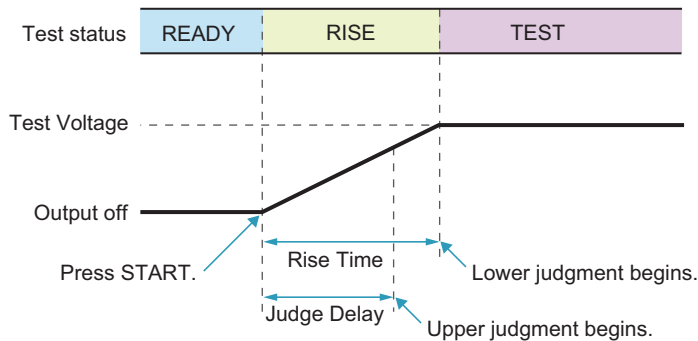 Test status READY RISE TEST
Test Voltage
Output off
Press START.
Rise Time
Lower judgment begins.
Judge Delay
Upper judgment begins.